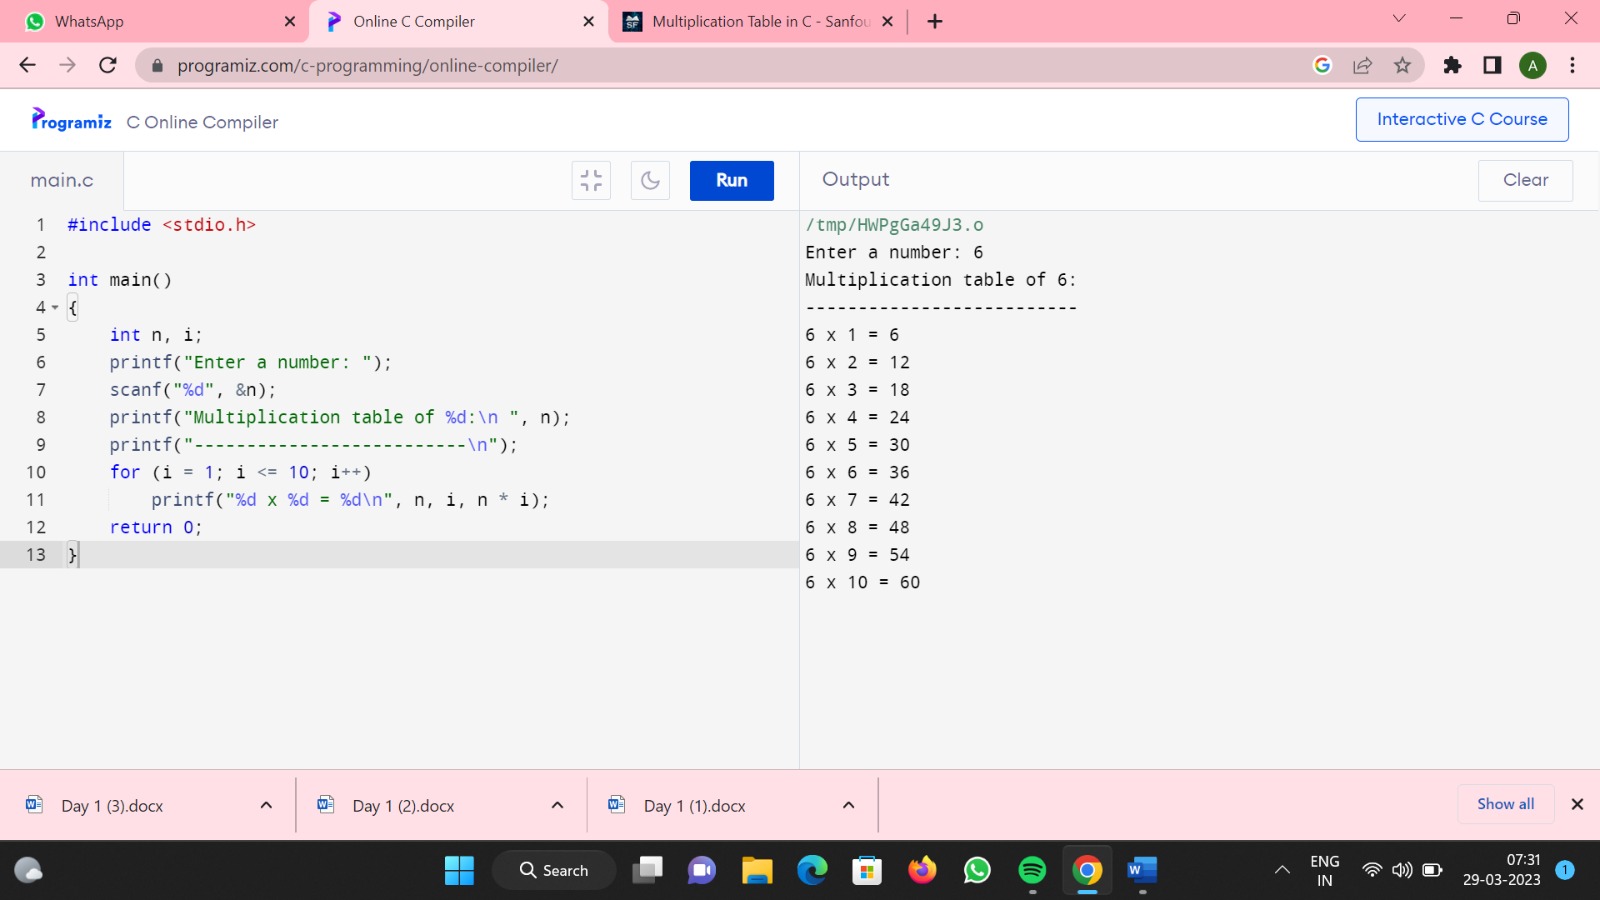 WhatsApp
Online C Compiler
Multiplication Table in C - Sanfou
programiz.com/c-programming/online-compiler/
A
Programiz C Online Compiler
Interactive C Course
main.c
Run
Output
Clear
1 #include <stdio.h>
2
3 int main()
4 {
5 int n, i;
6 printf("Enter a number: ");
7 scanf("%d", &n);
8 printf("Multiplication table of %d:\n ", n);
9 printf("--------------------------\n");
10 for (i = 1; i <= 10; i++)
11 printf("%d x %d = %d\n", n, i, n * i);
12 return 0;
13 }
/tmp/HWPgGa49J3.o
Enter a number: 6
Multiplication table of 6:
--------------------------
6 x 1 = 6
6 x 2 = 12
6 x 3 = 18
6 x 4 = 24
6 x 5 = 30
6 x 6 = 36
6 x 7 = 42
6 x 8 = 48
6 x 9 = 54
6 x 10 = 60
Day 1 (3).docx
Day 1 (2).docx
Day 1 (1).docx
Show all
Search
ENG
IN
07:31
29-03-2023
1